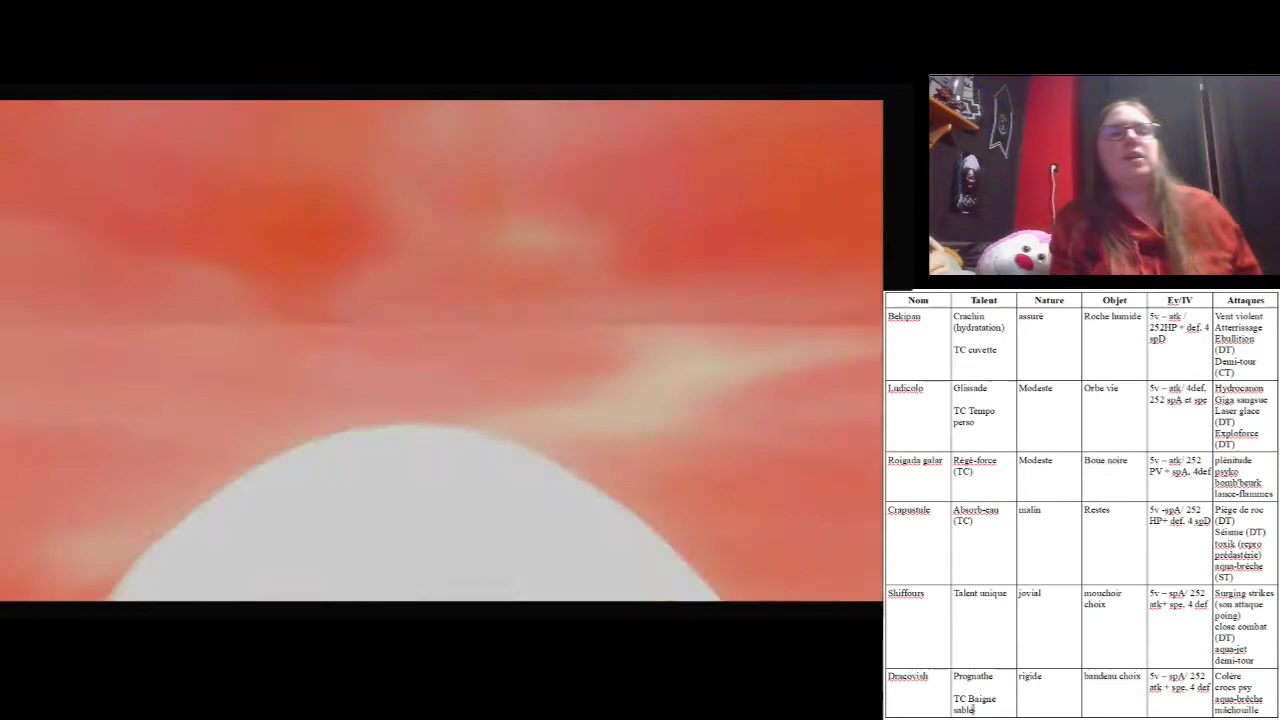 Nom Talent Nature Objet Ev/IV Attaques
Bekipan
Crachin
(hydratation)
TC cuvette
assuré
Roche humide
5v – atk /
252HP + def. 4
spD
Vent violent
Atterrissage
Ebullition
(DT)
Demi-tour
(CT)
Ludicolo
Glissade
TC Tempo
perso
Modeste
Orbe vie
5v – atk/ 4def.
252 spA et spe
Hydrocanon
Giga sangsue
Laser glace
(DT)
Exploforce
(DT)
Roigada galar
Régé-force
(TC)
Modeste
Boue noire
5v – atk/ 252
PV + spA. 4def
plénitude
psyko
bomb'beurk
lance-flammes
Crapustule
Absorb-eau
(TC)
malin
Restes
5v -spA/ 252
HP+ def. 4 spD
Piège de roc
(DT)
Séisme (DT)
toxik (repro
prédastérie)
aqua-brèche
(ST)
Shiffours
Talent unique
jovial
mouchoir
choix
5v – spA/ 252
atk+ spe. 4 def
Surging strikes
(son attaque
poing)
close combat
(DT)
aqua-jet
demi-tour
Dracovish
Prognathe
TC Baigne
sable
rigide
bandeau choix
5v – spA/ 252
atk + spe. 4 def
Colère
crocs psy
aqua-brèche
mâchouille